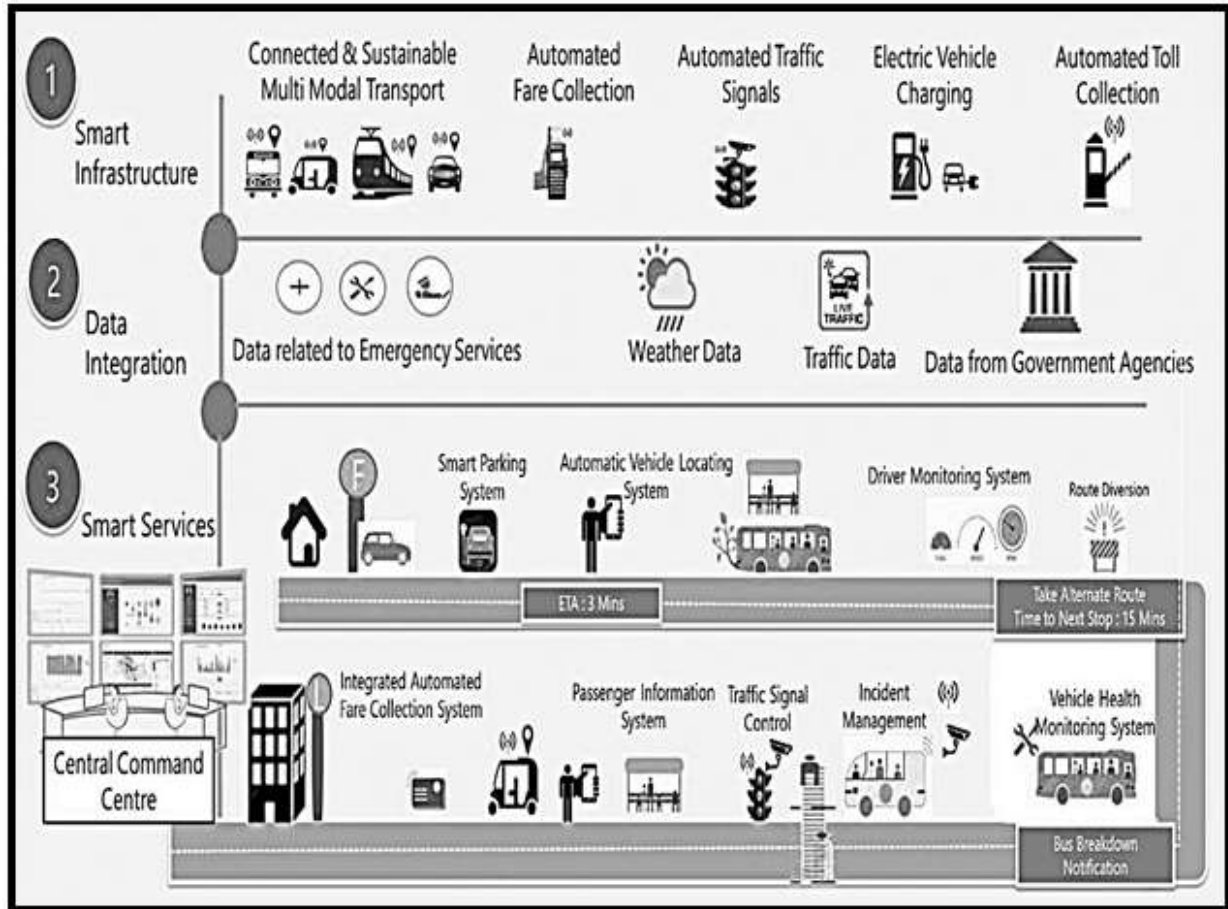 1
Smart
Infrastructure
Connected & Sustainable
Multi Modal Transport
Automated
Fare Collection
Automated Traffic
Signals
Electric Vehicle
Charging
Automated Toll
Collection
2
Data
Integration
Data related to Emergency Services
Weather Data
LIVE
TRAFFIC
Traffic Data
Data from Government Agencies
3
Smart Services
F
Smart Parking
System
Automatic Vehicle Locating
System
Driver Monitoring System
Route Diversion
ETA : 3 Mins
Take Alternate Route
Time to Next Stop : 15 Mins
Central Command
Centre
L
Integrated Automated
Fare Collection System
Passenger Information
System
Traffic Signal
Control
Incident
Management
Vehicle Health
Monitoring System
Bus Breakdown
Notification